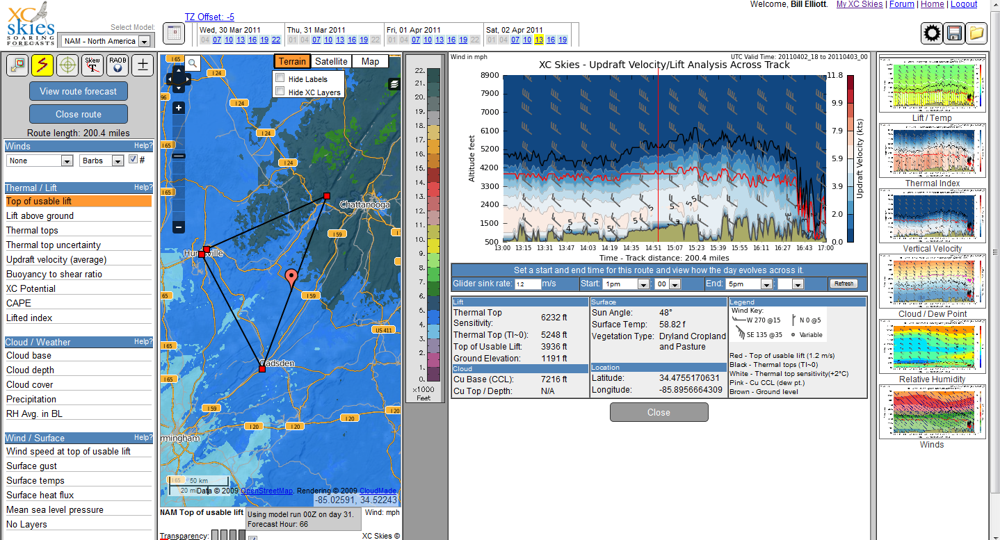 XC
skies
SOARING
FORECASTS
Select Model:
NAM - North America
TZ Offset: -5
Wed, 30 Mar 2011
04 07 10 13 16 19 22
Thu, 31 Mar 2011
01 04 07 10 13 16 19 22
Fri, 01 Apr 2011
01 04 07 10 13 16 19 22
Sat, 02 Apr 2011
01 04 07 10 13 16 19
Welcome, Bill Elliott. My XC Skies | Forum | Home | Logout
Skew
T
RAOB
View route forecast
Close route
Route length: 200.4 miles
Winds Help?
None Barbs #
Thermal / Lift Help?
Top of usable lift
Lift above ground
Thermal tops
Thermal top uncertainty
Updraft velocity (average)
Buoyancy to shear ratio
XC Potential
CAPE
Lifted index
Cloud / Weather Help?
Cloud base
Cloud depth
Cloud cover
Precipitation
RH Avg. in BL
Wind / Surface Help?
Wind speed at top of usable lift
Surface gust
Surface temps
Surface heat flux
Mean sea level pressure
No Layers
Terrain Satellite Map
Hide Labels
Hide XC Layers
I 65
I 24
I 24
I 24
I 24
I 65
I 65
I 59
I 59
I 65
US 411
I 65
I 65
I 59
I 20
I 20
I 20
I 20
I 65
Chattanooga
Huntsville
Gadsden
mingham
50 km
20 mi
Data © 2009 OpenStreetMap. Rendering © 2009 CloudMade.
-85.02591, 34.52243
NAM Top of usable lift
Using model run 00Z on day 31.
Forecast Hour: 66
Wind: mph
Transparency:
XC Skies ©
22.
21.
20.
19.
18.
17.
16.
15.
14.
13.
12.
11.
10.
9.
8.
7.
6.
5.
4.
3.
2.
1.
0.
x1000
Feet
Wind in mph
UTC Valid Time: 20110402_18 to 20110403_00
XC Skies - Updraft Velocity/Lift Analysis Across Track
Altitude feet
8900
7900
7000
6100
5200
4200
3300
2400
1500
500
13:00 13:15 13:31 13:47 14:03 14:19 14:35 14:51 15:07 15:23 15:39 15:55 16:11 16:27 16:43 17:00
Time - Track distance: 200.4 miles
11.8
9.9
7.9
5.9
3.9
2.0
0.0
Updraft Velocity (kts)
Set a start and end time for this route and view how the day evolves across it.
Glider sink rate: 1.2 m/s Start: 1pm : 00 End: 5pm : Refresh
Lift
Thermal Top Sensitivity: 6232 ft
Thermal Top (TI~0): 5248 ft
Top of Usable Lift: 3936 ft
Ground Elevation: 1191 ft
Cloud
Cu Base (CCL): 7216 ft
Cu Top / Depth: N/A
Surface
Sun Angle: 48°
Surface Temp: 58.82 f
Vegetation Type: Dryland Cropland and Pasture
Location
Latitude: 34.4755170631
Longitude: -85.8956664309
Legend
Wind Key:
W 270 @15 N 0 @5
SE 135 @35 Variable
Red - Top of usable lift (1.2 m/s)
Black - Thermal tops (TI~0)
White - Thermal top sensitivity(+2°C)
Pink - Cu CCL (dew pt.)
Brown - Ground level
Close
Lift / Temp
Thermal Index
Vertical Velocity
Cloud / Dew Point
Relative Humidity
Winds